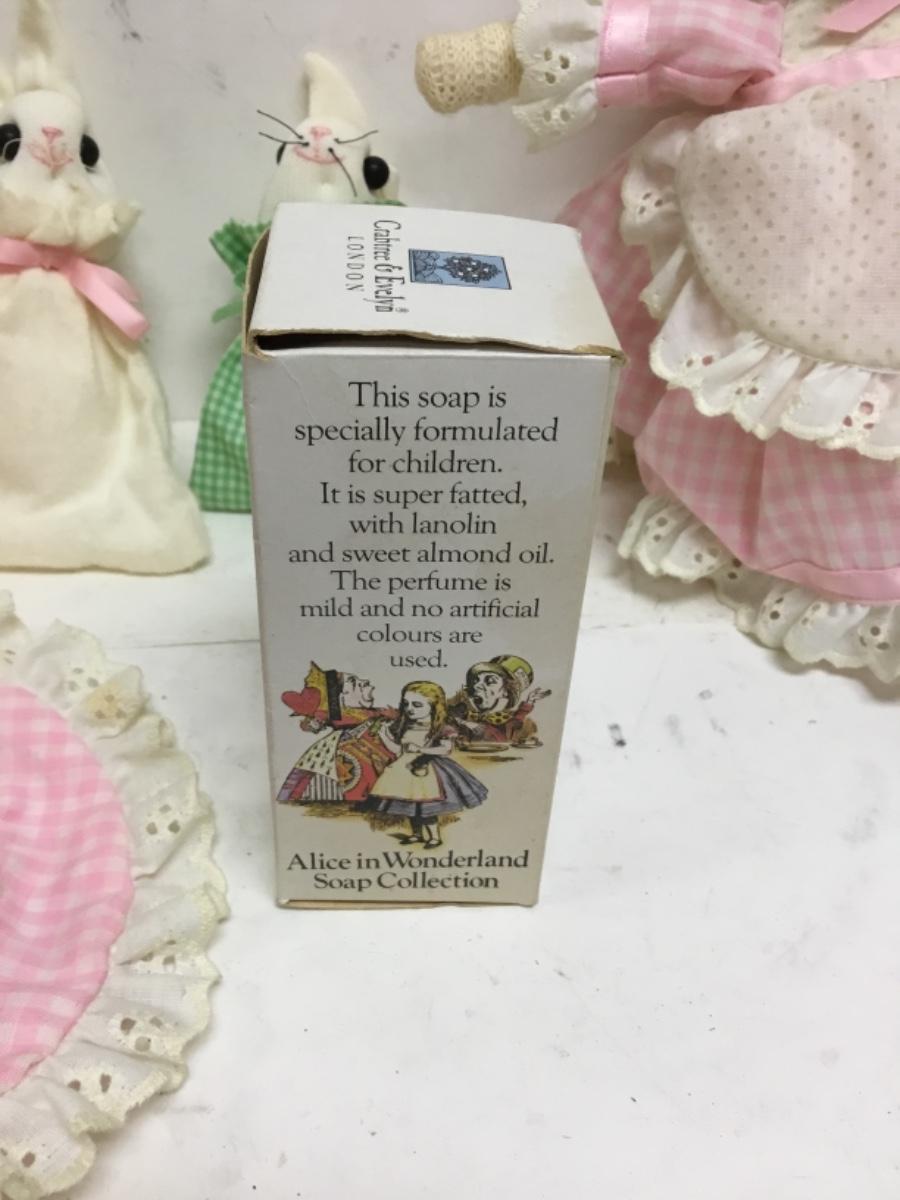 Crabtree & Evelyn®
LONDON
This soap is
specially formulated
for children.
It is super fatted,
with lanolin
and sweet almond oil.
The perfume is
mild and no artificial
colours are
used.
Alice in Wonderland
Soap Collection